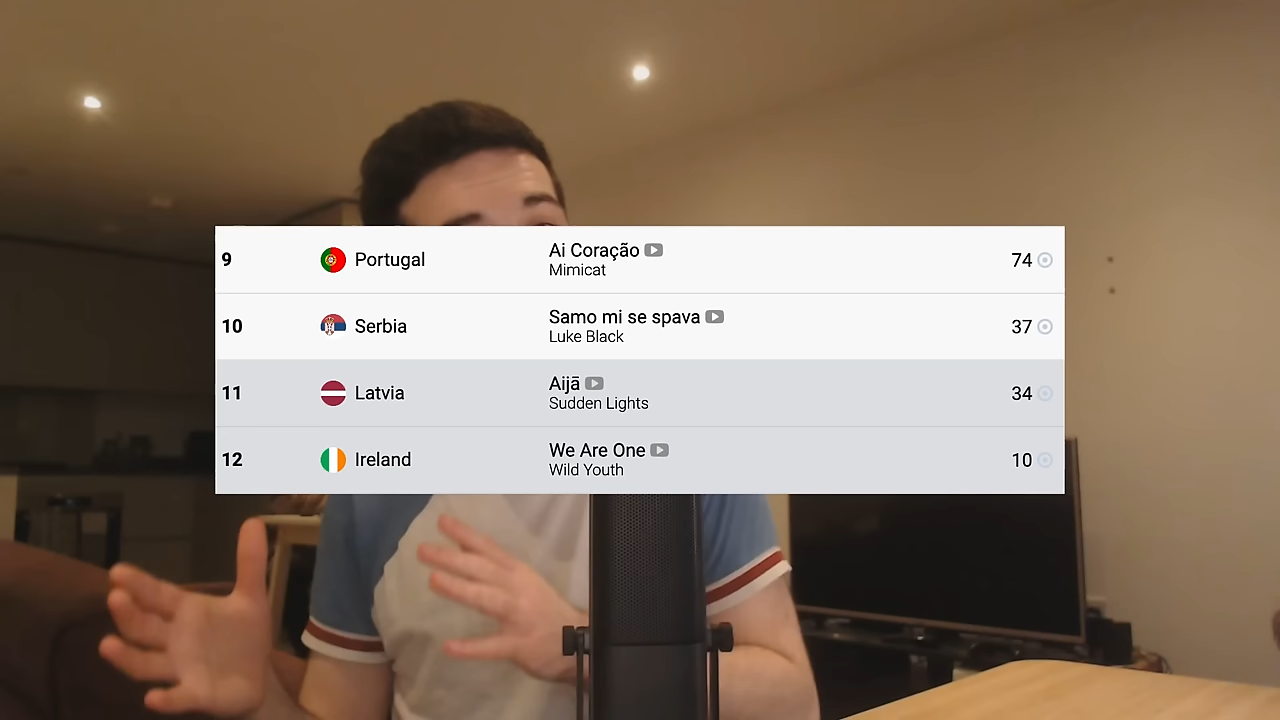 9 Portugal Ai Coração 74
Mimicat
10 Serbia Samo mi se spava 37
Luke Black
11 Latvia Aijā 34
Sudden Lights
12 Ireland We Are One 10
Wild Youth